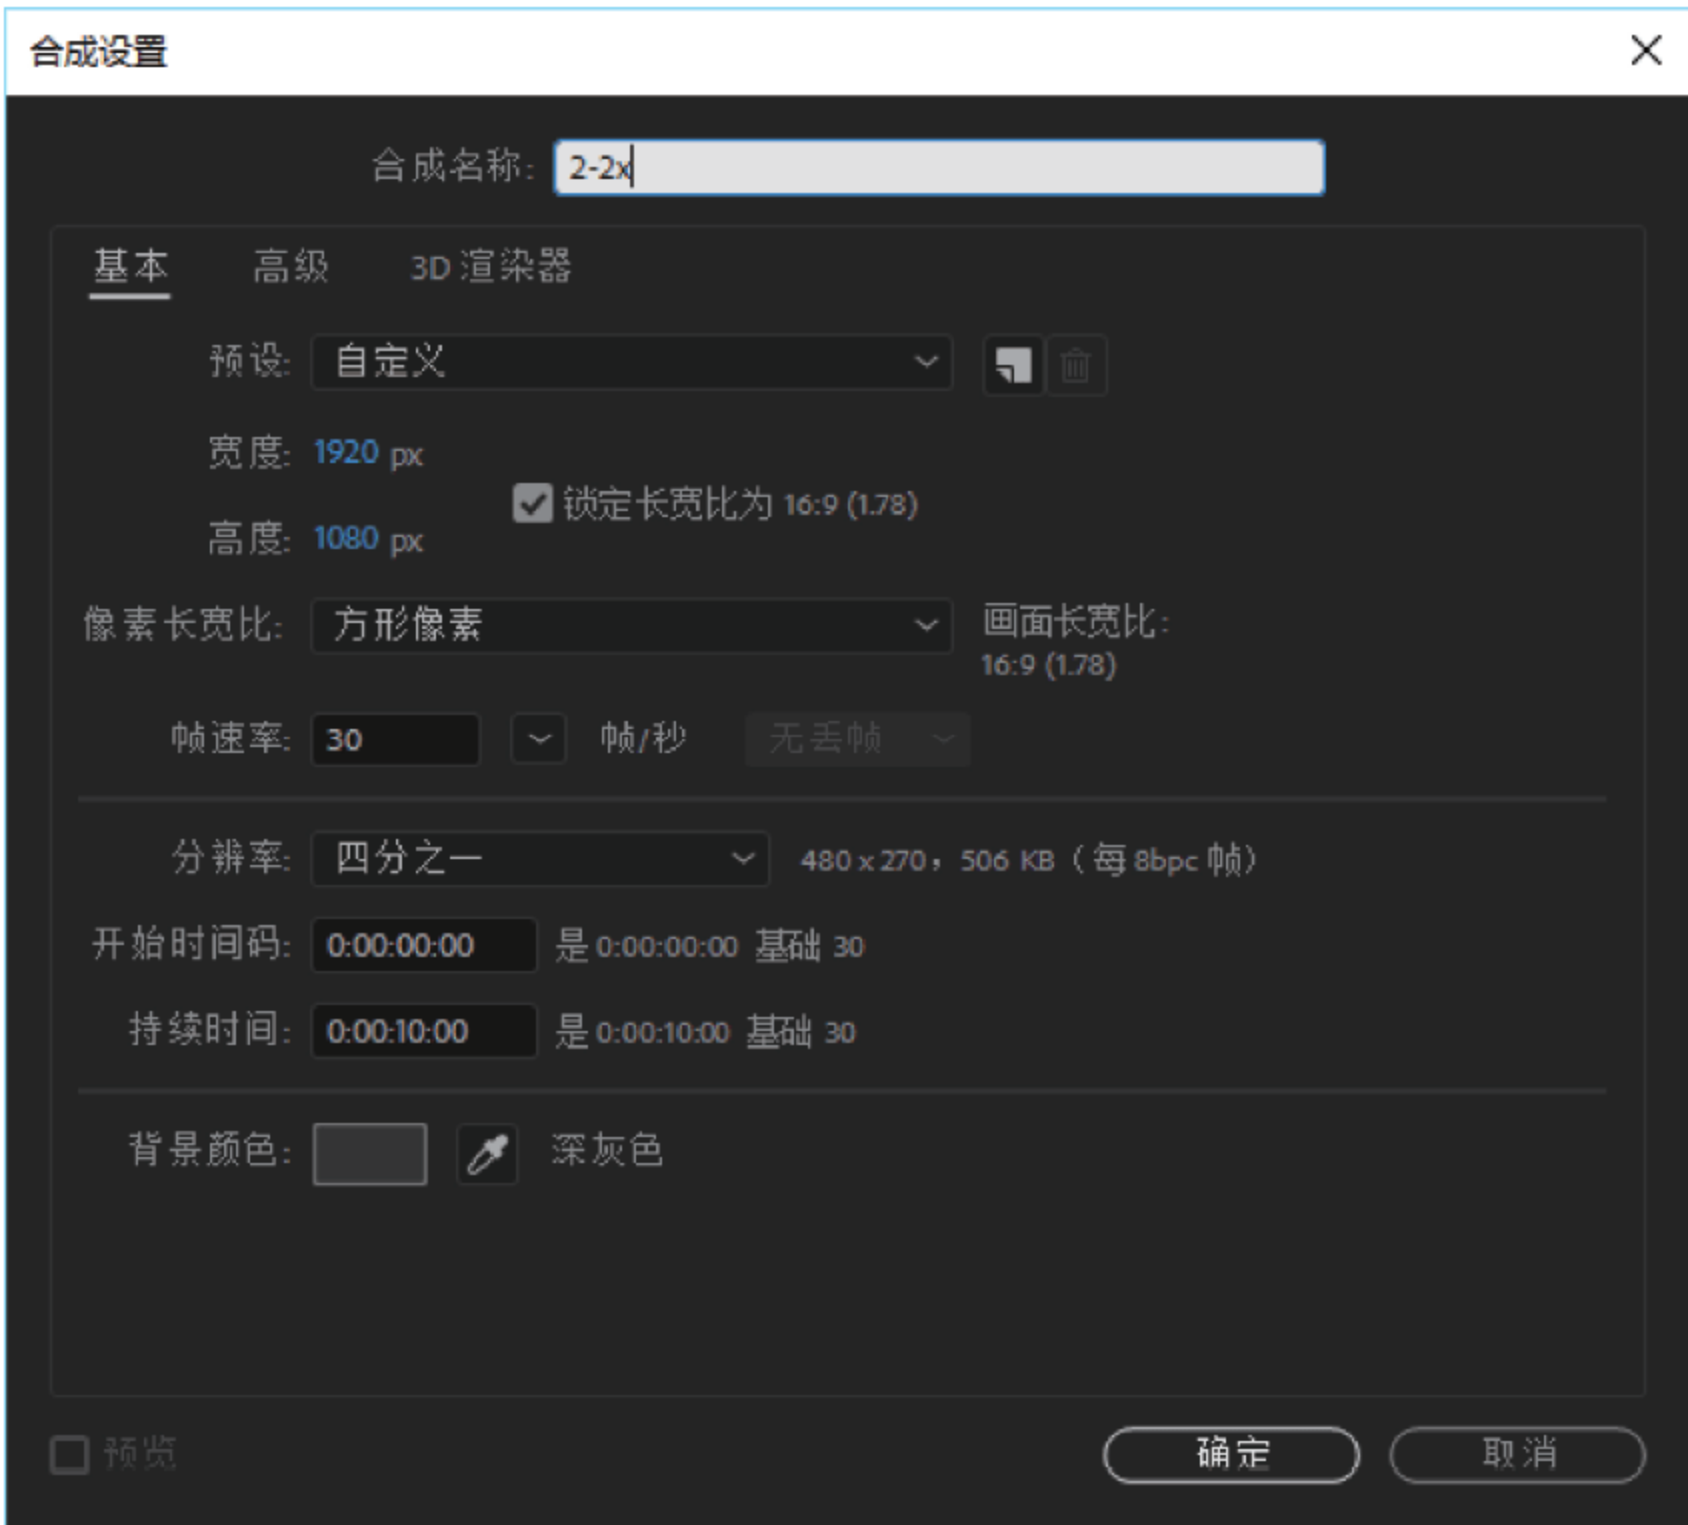 合成设置
合成名称: 2-2x
基本 高级 3D 渲染器
预设: 自定义
宽度: 1920 px
锁定长宽比为 16:9 (1.78)
高度: 1080 px
像素长宽比: 方形像素 画面长宽比:
16:9 (1.78)
帧速率: 30 帧/秒 无丢帧
分辨率: 四分之一 480 x 270，506 KB（每 8bpc 帧）
开始时间码: 0:00:00:00 是 0:00:00:00 基础 30
持续时间: 0:00:10:00 是 0:00:10:00 基础 30
背景颜色: 深灰色
预览 确定 取消